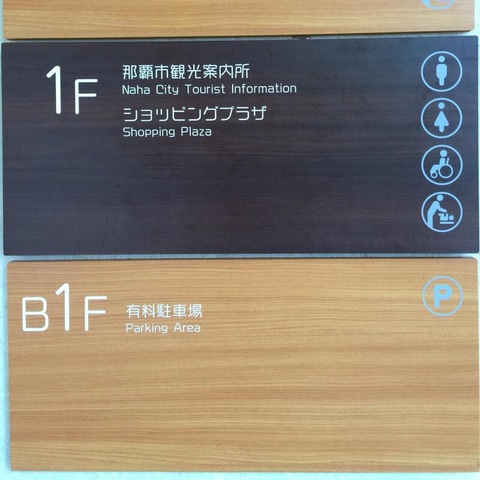 1F
那覇市観光案内所
Naha City Tourist Information
ショッピングプラザ
Shopping Plaza
B1F
有料駐車場
Parking Area
P